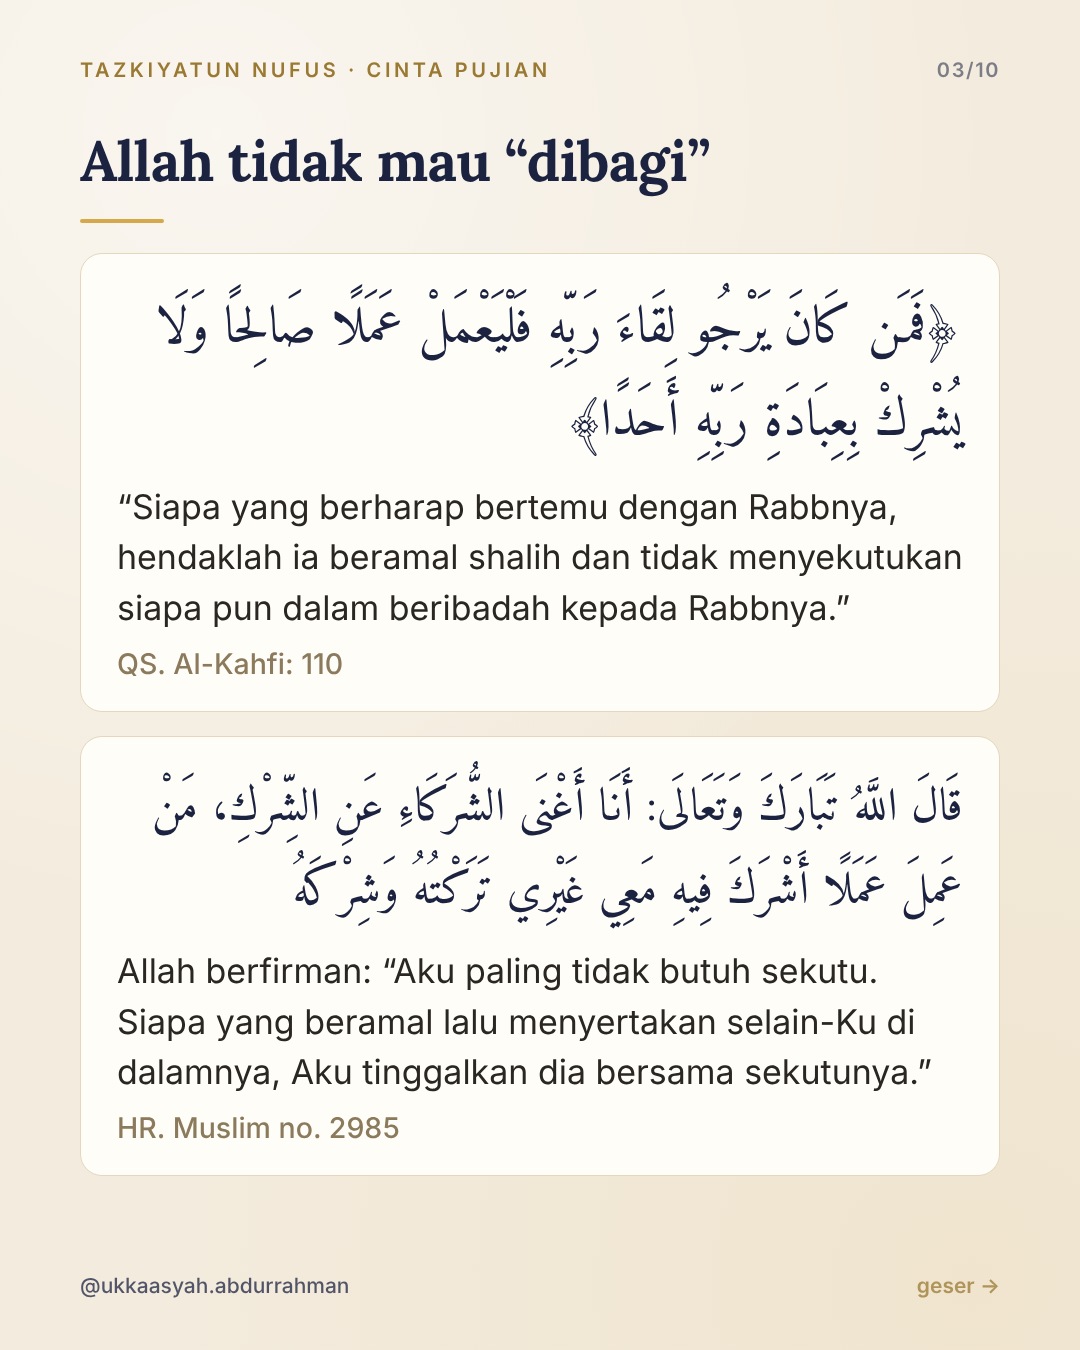 TAZKIYATUN NUFUS · CINTA PUJIAN
03/10
Allah tidak mau “dibagi”
﴿فَمَن كَانَ يَرْجُو لِقَاءَ رَبِّهِ فَلْيَعْمَلْ عَمَلًا صَالِحًا وَلَا
يُشْرِكْ بِعِبَادَةِ رَبِّهِ أَحَدًا﴾
“Siapa yang berharap bertemu dengan Rabbnya,
hendaklah ia beramal shalih dan tidak menyekutukan
siapa pun dalam beribadah kepada Rabbnya.”
QS. Al-Kahfi: 110
قَالَ اللَّهُ تَبَارَكَ وَتَعَالَى: أَنَا أَغْنَى الشُّرَكَاءِ عَنِ الشِّرْكِ، مَنْ
عَمِلَ عَمَلًا أَشْرَكَ فِيهِ مَعِي غَيْرِي تَرَكْتُهُ وَشِرْكَهُ
Allah berfirman: “Aku paling tidak butuh sekutu.
Siapa yang beramal lalu menyertakan selain-Ku di
dalamnya, Aku tinggalkan dia bersama sekutunya.”
HR. Muslim no. 2985
@ukkaasyah.abdurrahman
geser →